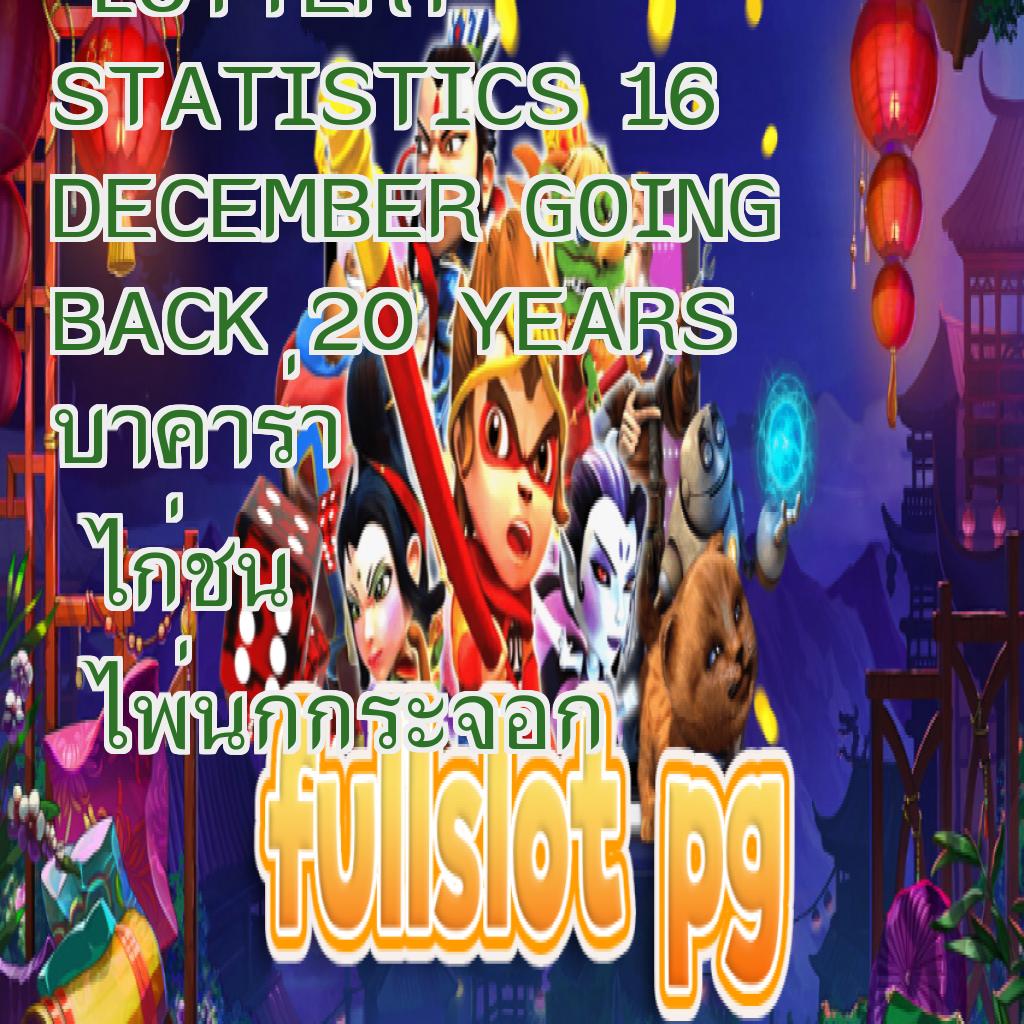 LOTTERY
STATISTICS 16
DECEMBER GOING
BACK 20 YEARS
บาคาร่า
ไก่ชน
ไพ่นกกระจอก
fullslot pg